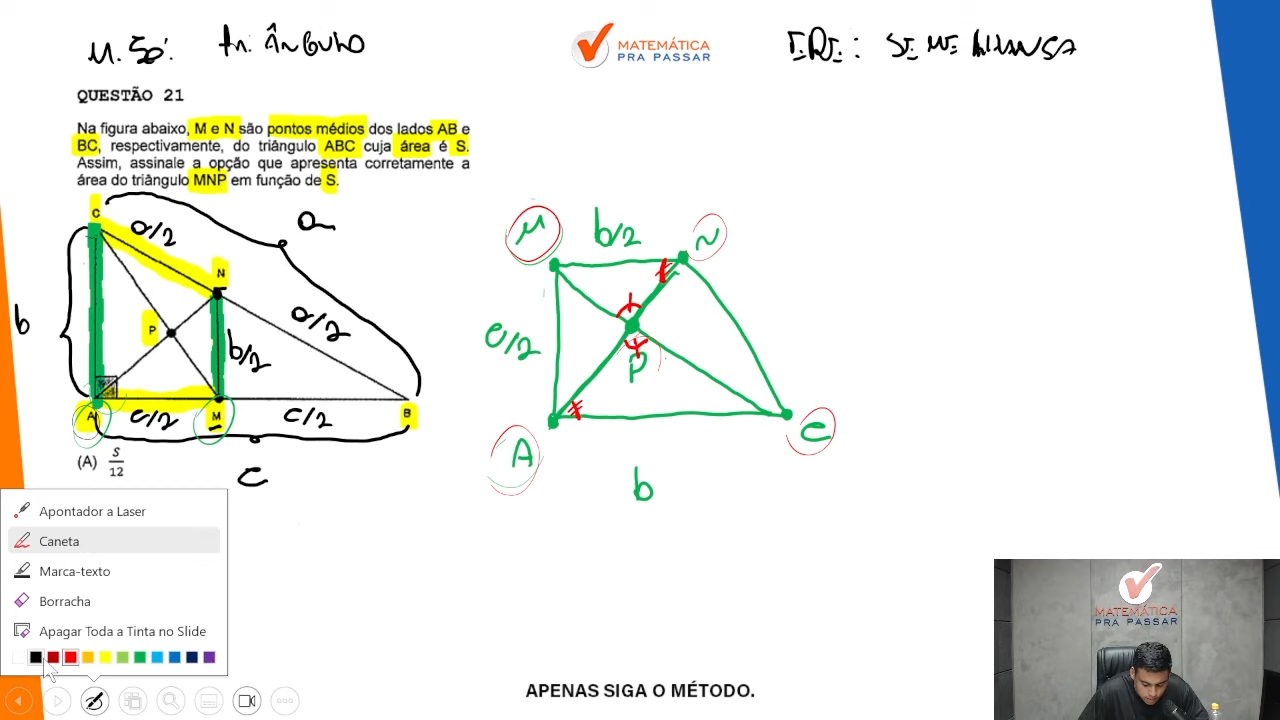 M. So: Tri. ÂNGULO
MATEMÁTICA
PRA PASSAR
I.D.I.: SEMELHANÇA
QUESTÃO 21
Na figura abaixo, M e N são pontos médios dos lados AB e
BC, respectivamente, do triângulo ABC cuja área é S.
Assim, assinale a opção que apresenta corretamente a
área do triângulo MNP em função de S.
C
a/2
a
N
P
a/2
b
b/2
A
c/2
M
c/2
B
c
(A) S/12
M
b/2
N
c/2
P
A
C
b
Apontador a Laser
Caneta
Marca-texto
Borracha
Apagar Toda a Tinta no Slide
APENAS SIGA O MÉTODO.
MATEMÁTICA
PRA PASSAR